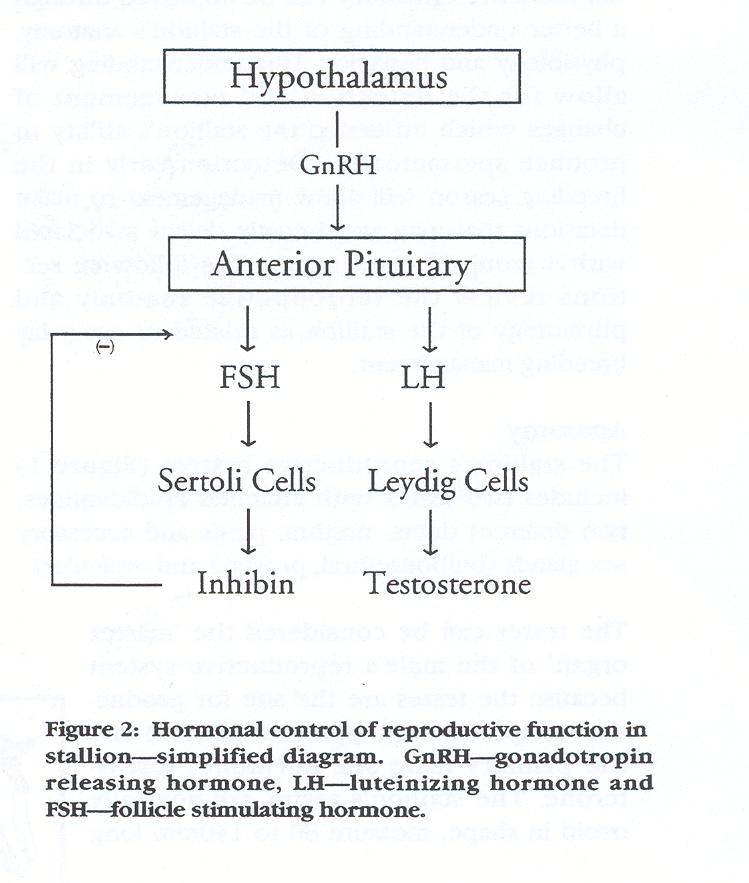 Hypothalamus
GnRH
Anterior Pituitary
(−)
FSH LH
Sertoli Cells Leydig Cells
Inhibin Testosterone
Figure 2: Hormonal control of reproductive function in
stallion—simplified diagram. GnRH—gonadotropin
releasing hormone, LH—luteinizing hormone and
FSH—follicle stimulating hormone.